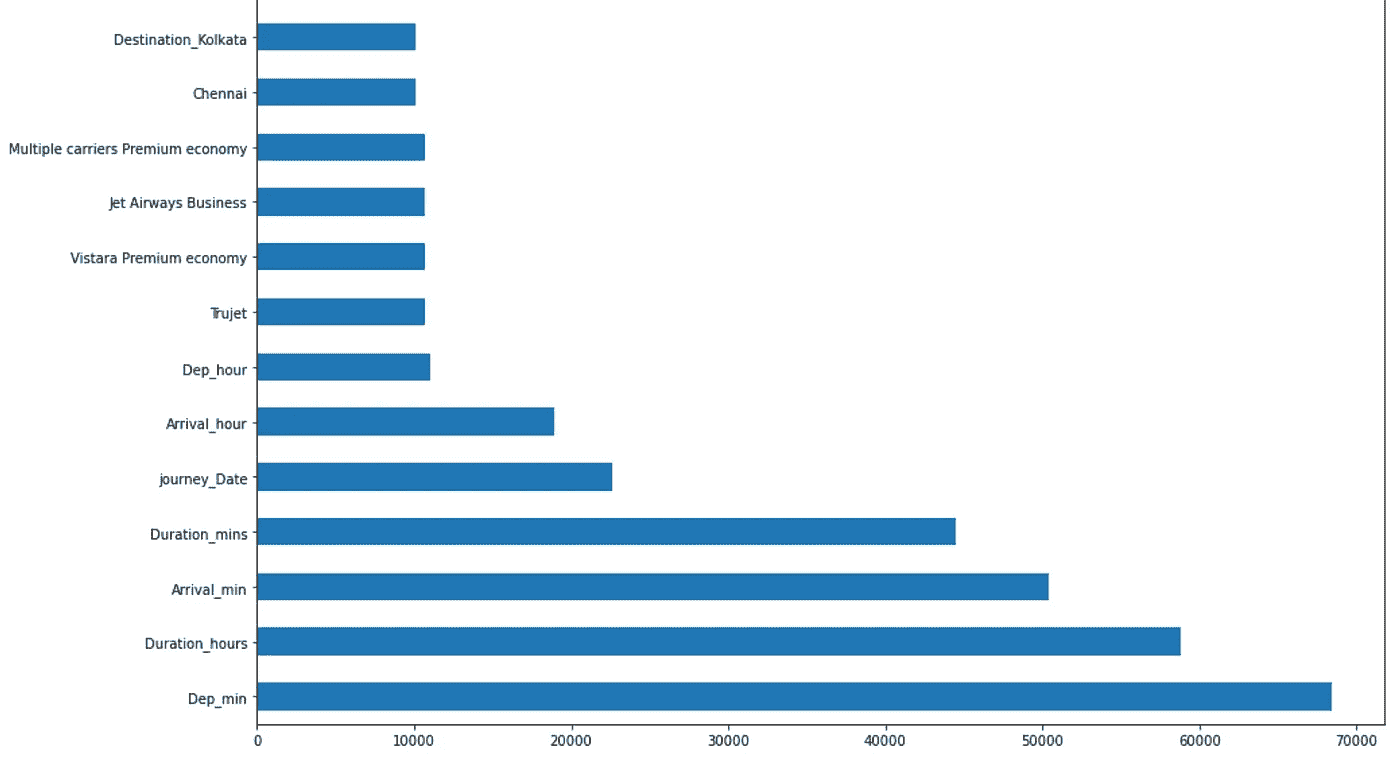 Destination_Kolkata
Chennai
Multiple carriers Premium economy
Jet Airways Business
Vistara Premium economy
Trujet
Dep_hour
Arrival_hour
journey_Date
Duration_mins
Arrival_min
Duration_hours
Dep_min
0 10000 20000 30000 40000 50000 60000 70000